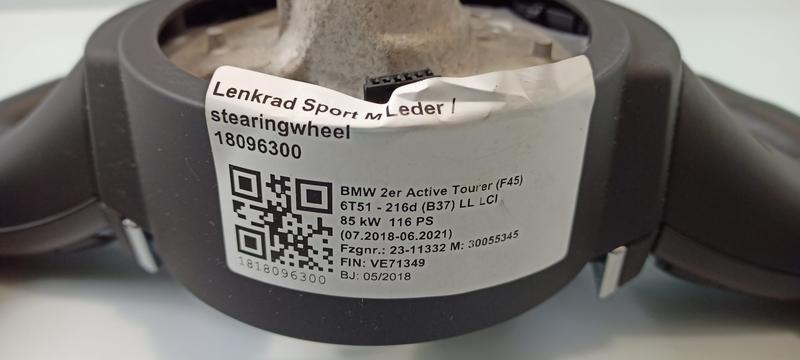 Lenkrad Sport M Leder /
stearingwheel
18096300
BMW 2er Active Tourer (F45)
6T51 - 216d (B37) LL LCI
85 kW 116 PS
(07.2018-06.2021)
Fzgnr.: 23-11332 M: 30055345
FIN: VE71349
BJ: 05/2018
1818096300